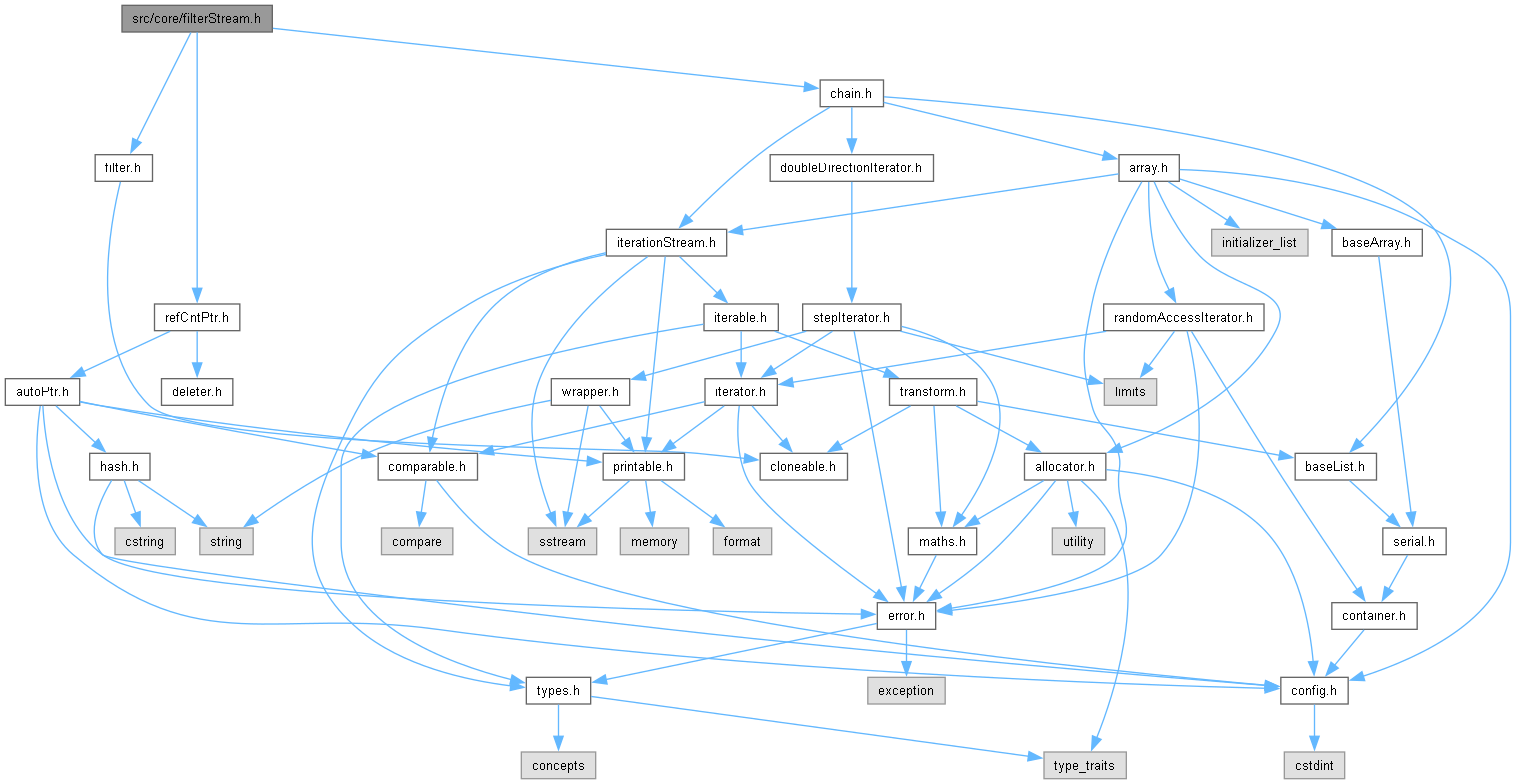 src/core/filterStream.h
chain.h
filter.h
doubleDirectionIterator.h
array.h
iterationStream.h
initializer_list
baseArray.h
refCntPtr.h
iterable.h
stepIterator.h
randomAccessIterator.h
autoPtr.h
deleter.h
wrapper.h
iterator.h
transform.h
limits
hash.h
comparable.h
printable.h
cloneable.h
allocator.h
baseList.h
cstring
string
compare
sstream
memory
format
maths.h
utility
serial.h
error.h
container.h
types.h
exception
config.h
concepts
type_traits
cstdint